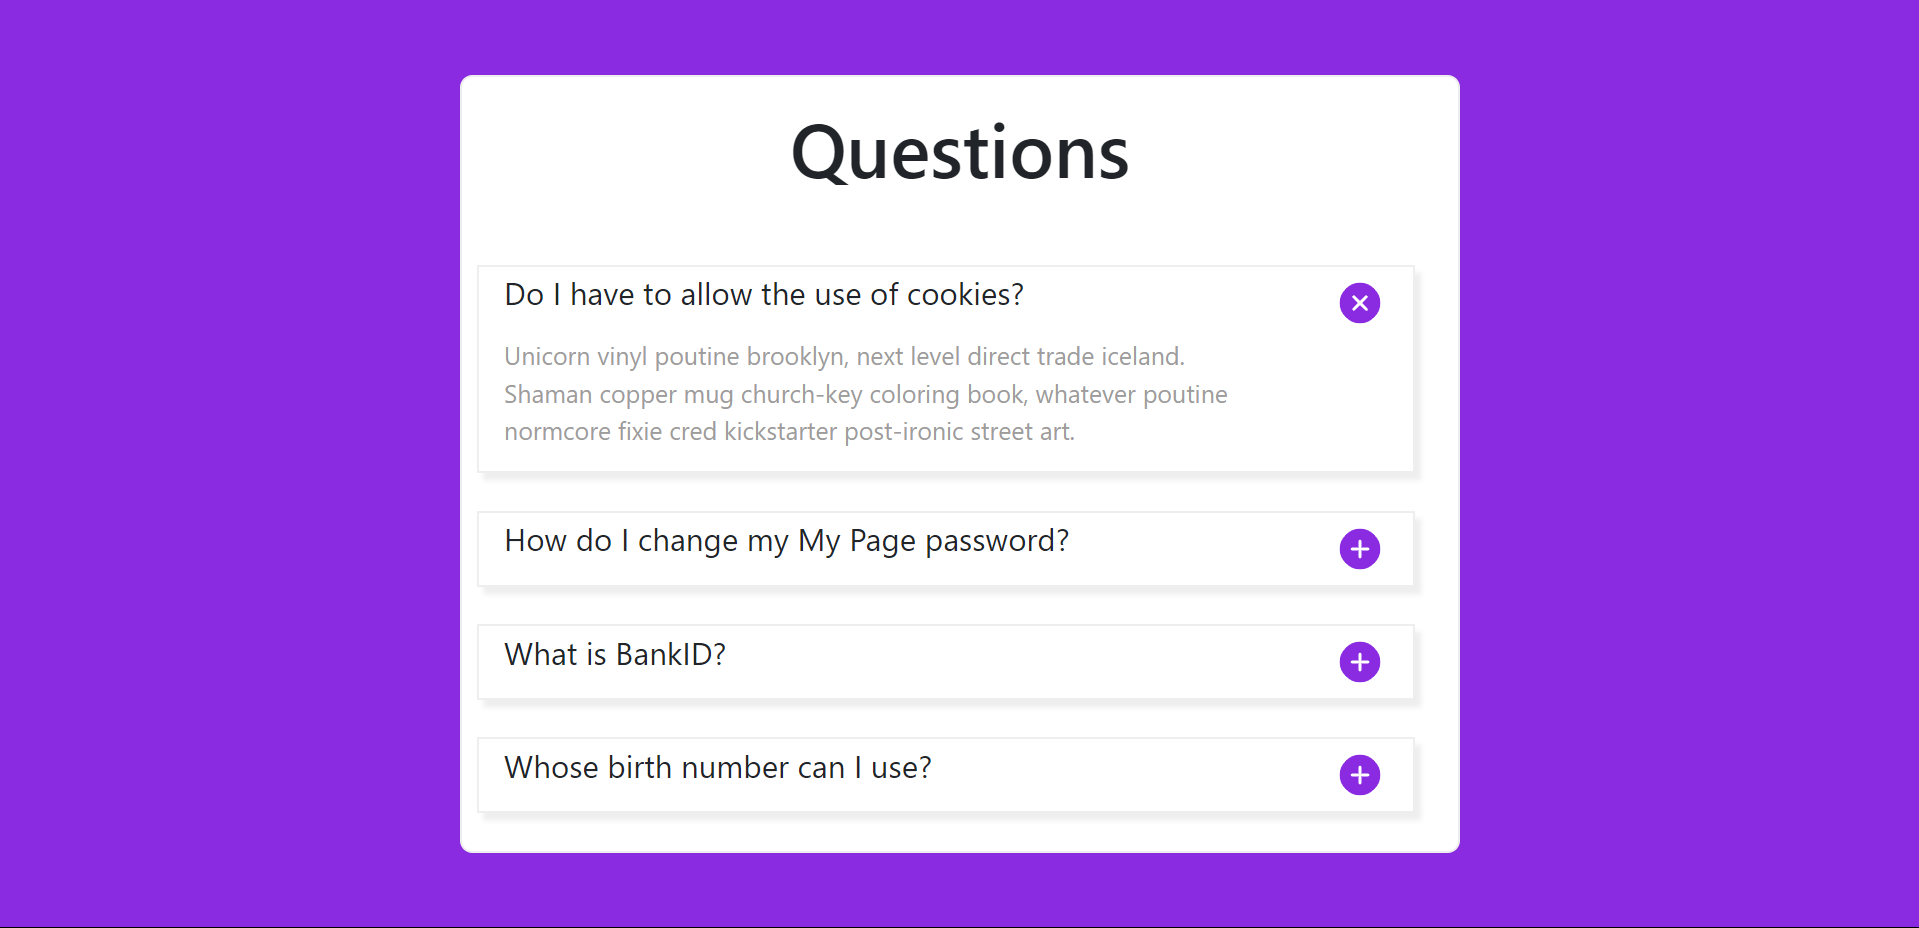 Questions
Do I have to allow the use of cookies?
Unicorn vinyl poutine brooklyn, next level direct trade iceland.
Shaman copper mug church-key coloring book, whatever poutine
normcore fixie cred kickstarter post-ironic street art.
How do I change my My Page password?
What is BankID?
Whose birth number can I use?